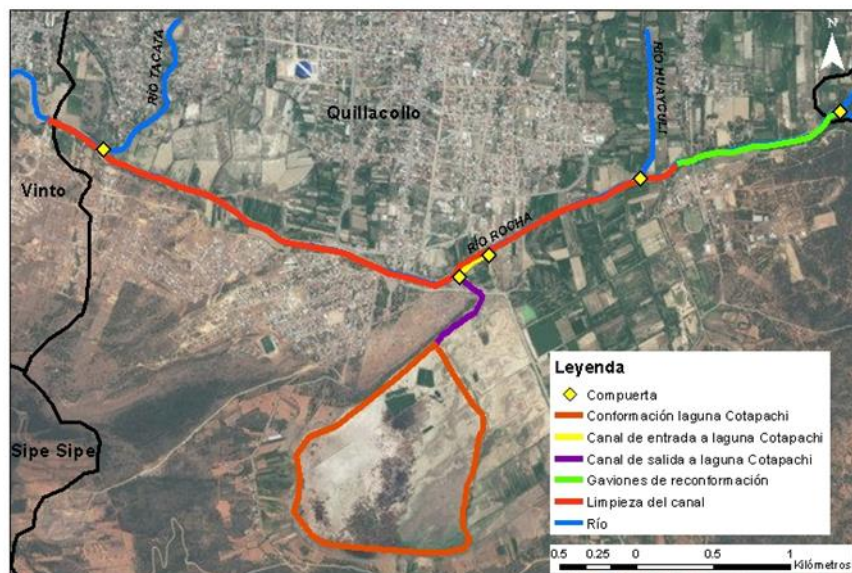 RÍO TACATA
RÍO HUAYCULI
N
Quillacollo
Vinto
RÍO ROCHA
Sipe Sipe
Leyenda
Compuerta
Conformación laguna Cotapachi
Canal de entrada a laguna Cotapachi
Canal de salida a laguna Cotapachi
Gaviones de reconformación
Limpieza del canal
Río
0.5 0.25 0 0.5 1
Kilómetros